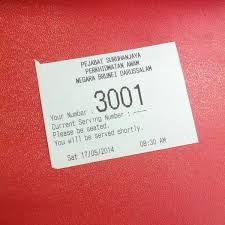 PEJABAT SURUHANJAYA
PERKHIDMATAN AWAM
NEGARA BRUNEI DARUSSALAM
Your Number : 3001
Current Serving Number : ----
Please be seated.
You will be served shortly.
Sat 17/05/2014 08:30 AM